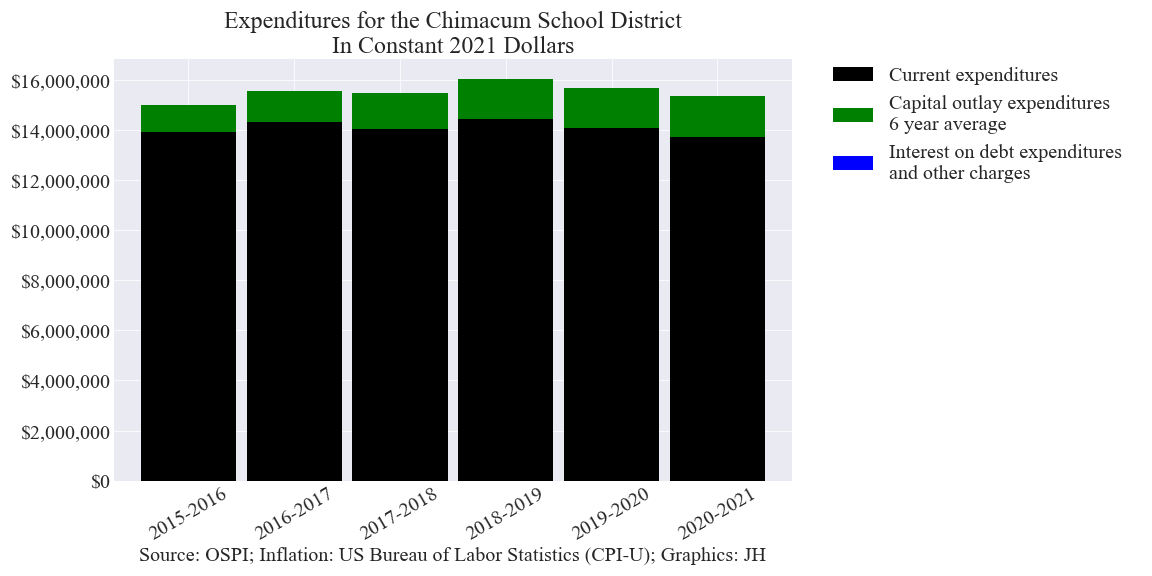 Expenditures for the Chimacum School District
In Constant 2021 Dollars
$16,000,000
$14,000,000
$12,000,000
$10,000,000
$8,000,000
$6,000,000
$4,000,000
$2,000,000
$0
2015-2016
2016-2017
2017-2018
2018-2019
2019-2020
2020-2021
Source: OSPI; Inflation: US Bureau of Labor Statistics (CPI-U); Graphics: JH
Current expenditures
Capital outlay expenditures
6 year average
Interest on debt expenditures
and other charges